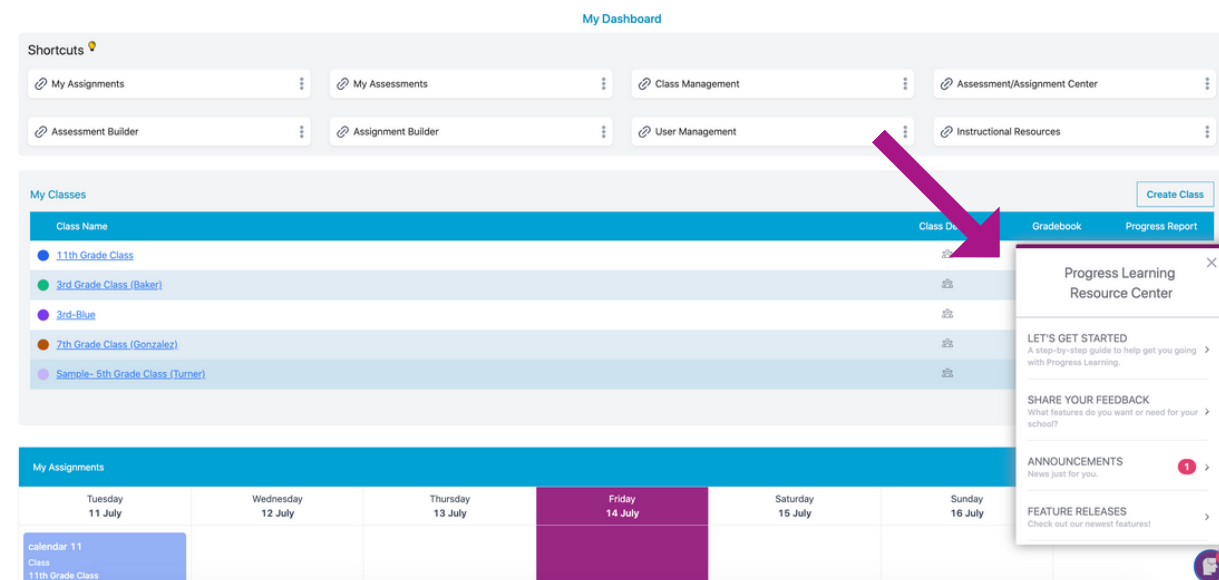 My Dashboard
Shortcuts
My Assignments
My Assessments
Class Management
Assessment/Assignment Center
Assessment Builder
Assignment Builder
User Management
Instructional Resources
My Classes
Create Class
Class Name
Gradebook
Progress Report
11th Grade Class
3rd Grade Class (Baker)
3rd-Blue
7th Grade Class (Gonzalez)
Sample- 5th Grade Class (Turner)
Progress Learning
Resource Center
LET'S GET STARTED
A step-by-step guide to help get you going
with Progress Learning.
SHARE YOUR FEEDBACK
What features do you want or need for your
school?
ANNOUNCEMENTS
1
News just for you.
FEATURE RELEASES
Check out our newest features!
My Assignments
Tuesday
11 July
Wednesday
12 July
Thursday
13 July
Friday
14 July
Saturday
15 July
Sunday
16 July
calendar 11
Class
11th Grade Class